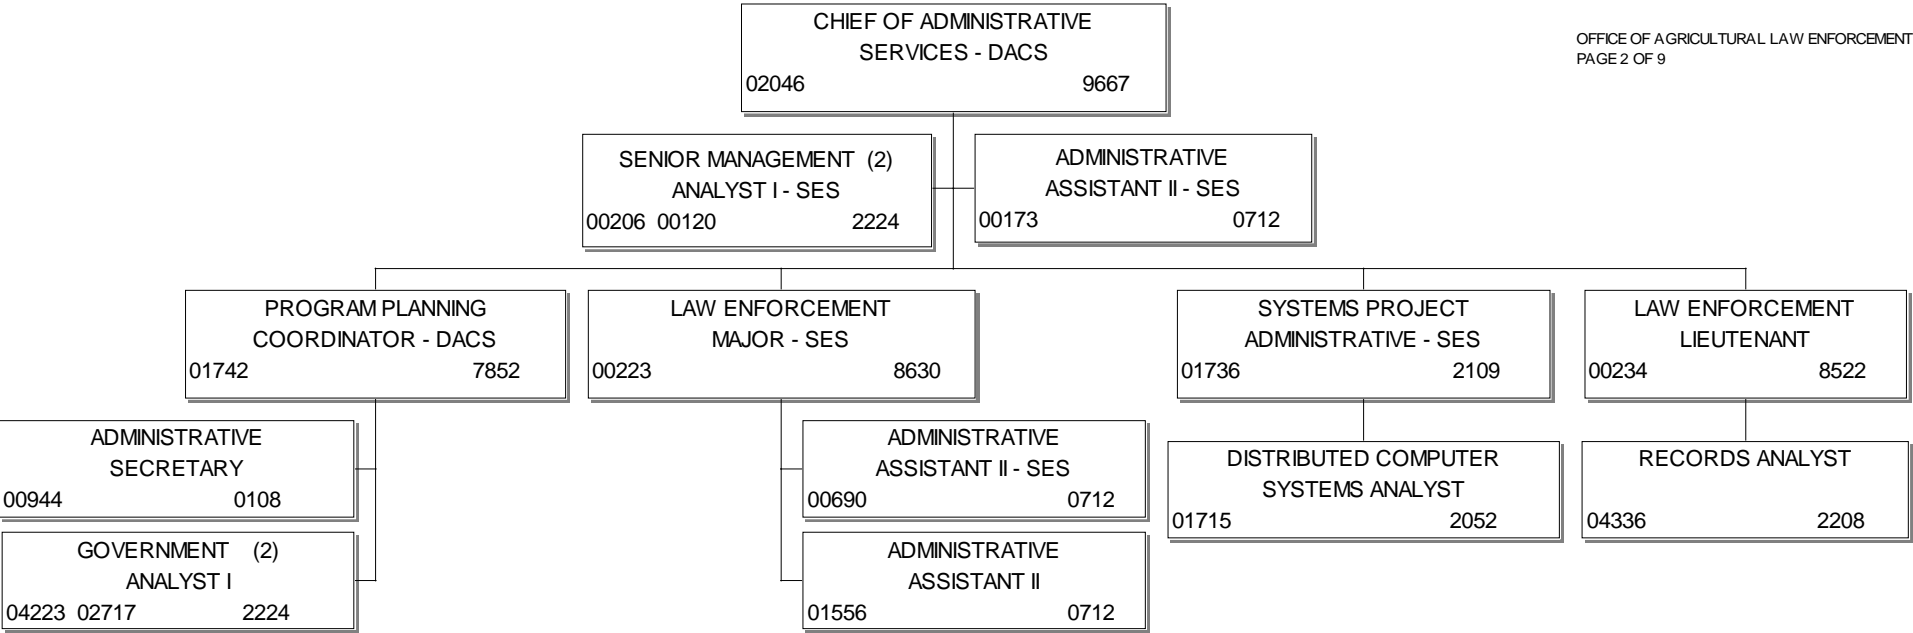 CHIEF OF ADMINISTRATIVE
SERVICES - DACS
02046 9667
OFFICE OF AGRICULTURAL LAW ENFORCEMENT
PAGE 2 OF 9
SENIOR MANAGEMENT (2)
ANALYST I - SES
00206 00120 2224
ADMINISTRATIVE
ASSISTANT II - SES
00173 0712
PROGRAM PLANNING
COORDINATOR - DACS
01742 7852
LAW ENFORCEMENT
MAJOR - SES
00223 8630
SYSTEMS PROJECT
ADMINISTRATIVE - SES
01736 2109
LAW ENFORCEMENT
LIEUTENANT
00234 8522
ADMINISTRATIVE
SECRETARY
00944 0108
ADMINISTRATIVE
ASSISTANT II - SES
00690 0712
DISTRIBUTED COMPUTER
SYSTEMS ANALYST
01715 2052
RECORDS ANALYST
04336 2208
GOVERNMENT (2)
ANALYST I
04223 02717 2224
ADMINISTRATIVE
ASSISTANT II
01556 0712